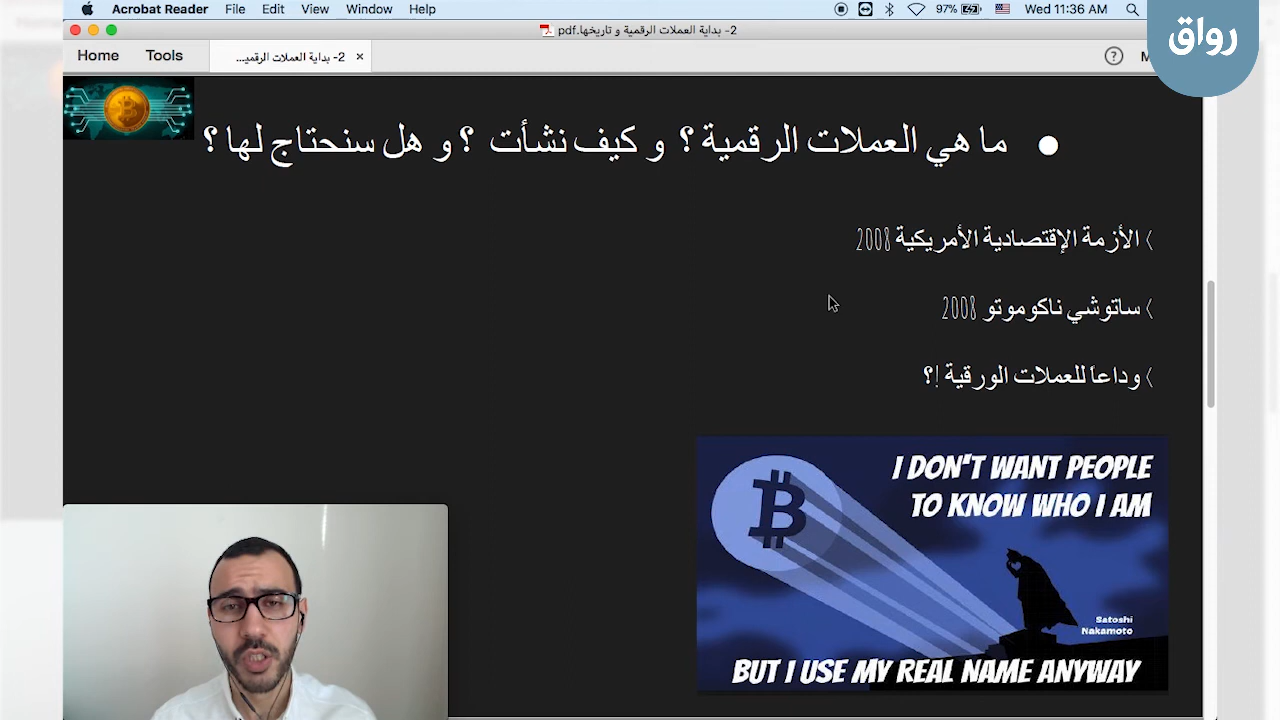 Acrobat Reader File Edit View Window Help 97% Wed 11:36 AM
رواق
2- بداية العملات الرقمية و تاريخها.pdf
Home Tools 2- بداية العملات الرقميـ... × ? M
ما هي العملات الرقمية ؟ و كيف نشأت ؟ و هل سنحتاج لها ؟
الأزمة الإقتصادية الأمريكية 2008
ساتوشي ناكوموتو 2008
وداعا للعملات الورقية !؟
I DON'T WANT PEOPLE
TO KNOW WHO I AM
Satoshi
Nakamoto
BUT I USE MY REAL NAME ANYWAY